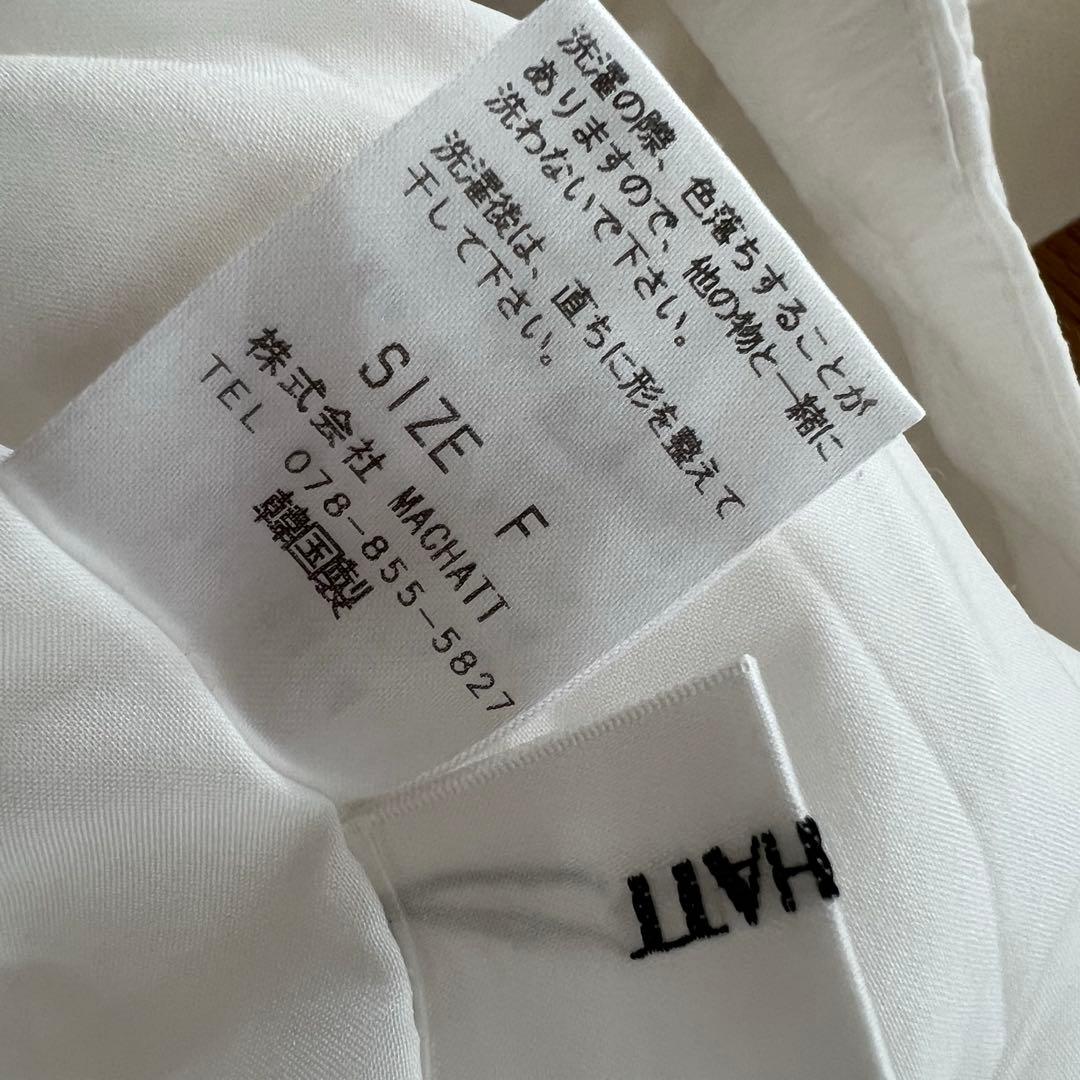 洗濯の際、色落ちすることが
ありますので、他の物と一緒に
洗わないで下さい。
洗濯後は、直ちに形を整えて
干して下さい。
SIZE F
株式会社 MACHATT
TEL 078-855-5827
韓国製
HATT